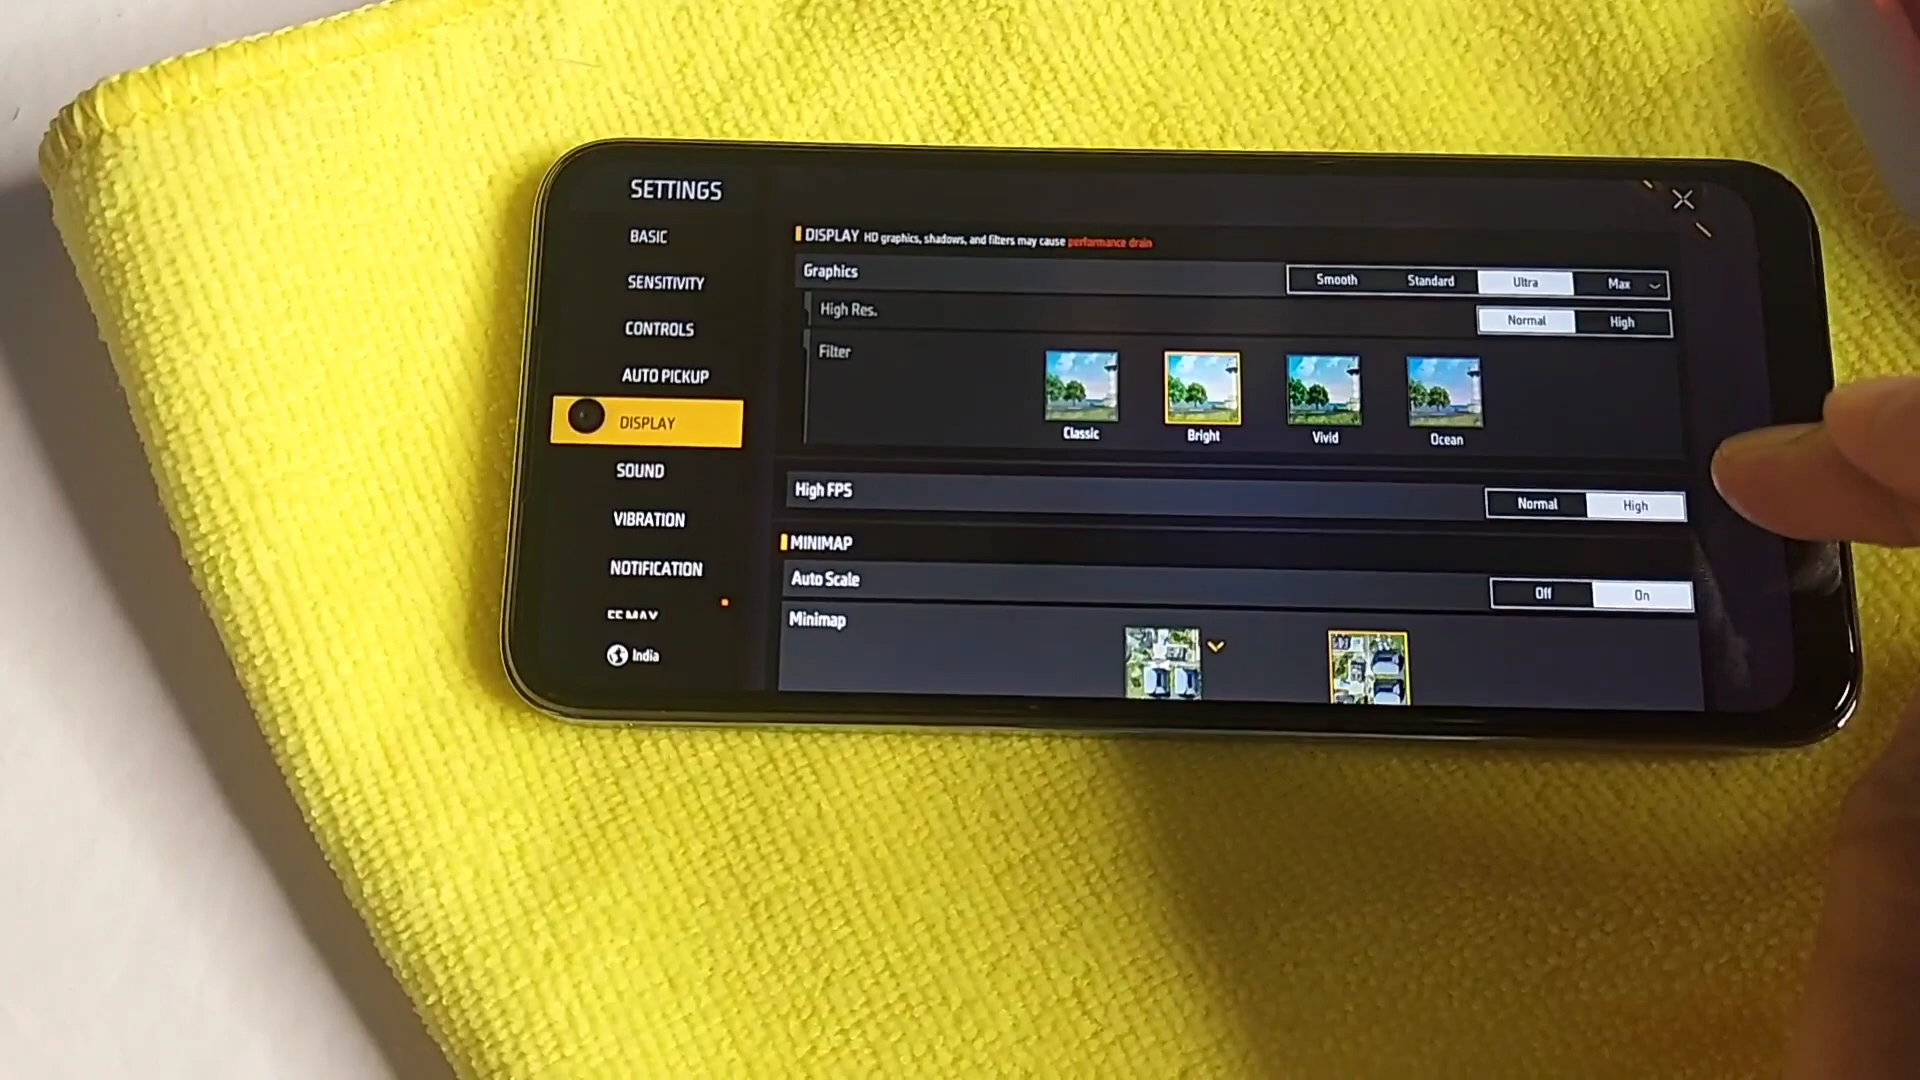 SETTINGS
BASIC
SENSITIVITY
CONTROLS
AUTO PICKUP
DISPLAY
SOUND
VIBRATION
NOTIFICATION
FF MAX
India
DISPLAY HD graphics, shadows, and filters may cause performance drain
Graphics Smooth Standard Ultra Max
High Res. Normal High
Filter
Classic Bright Vivid Ocean
High FPS Normal High
MINIMAP
Auto Scale Off On
Minimap